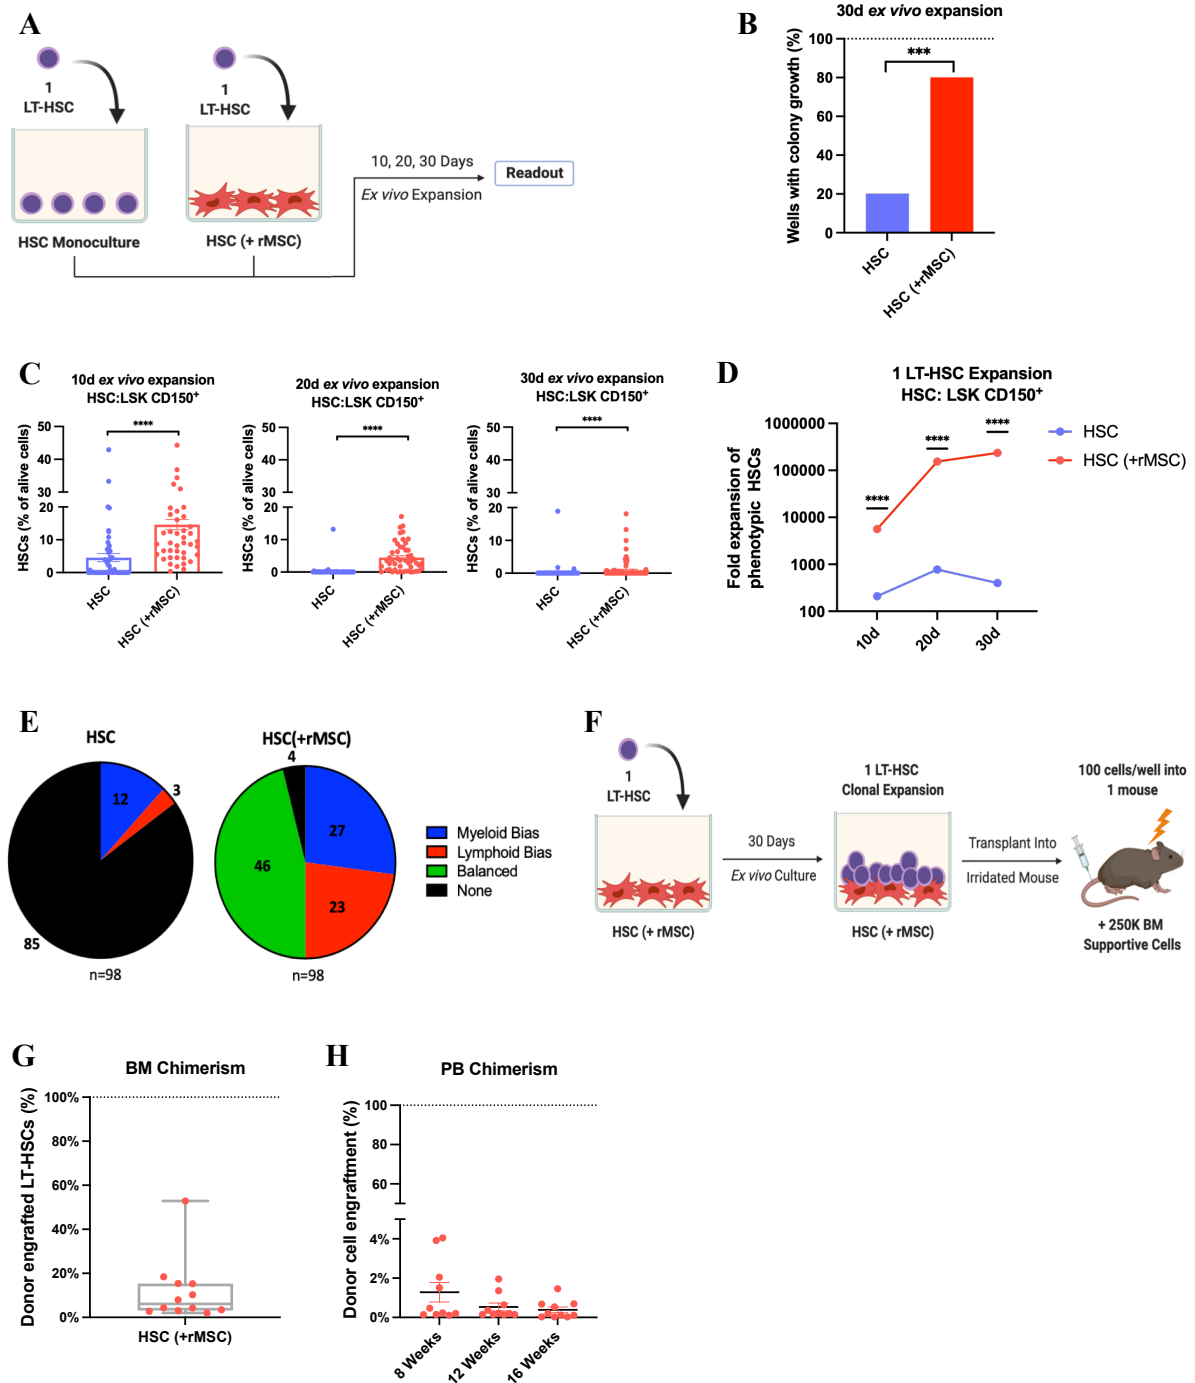 A
1
LT-HSC
1
LT-HSC
HSC Monoculture
HSC (+ rMSC)
10, 20, 30 Days
Ex vivo Expansion
Readout
B
30d ex vivo expansion
Wells with colony growth (%)
100
80
60
40
20
0
***
HSC
HSC (+rMSC)
C
10d ex vivo expansion
HSC:LSK CD150+
HSCs (% of alive cells)
50
40
30
20
10
0
****
HSC
HSC (+rMSC)
20d ex vivo expansion
HSC:LSK CD150+
HSCs (% of alive cells)
50
40
30
20
10
0
****
HSC
HSC (+rMSC)
30d ex vivo expansion
HSC:LSK CD150+
HSCs (% of alive cells)
50
40
30
20
10
0
****
HSC
HSC (+rMSC)
D
1 LT-HSC Expansion
HSC: LSK CD150+
Fold expansion of
phenotypic HSCs
1000000
100000
10000
1000
100
****
****
****
10d
20d
30d
HSC
HSC (+rMSC)
E
HSC
12
3
85
n=98
HSC(+rMSC)
4
27
46
23
n=98
Myeloid Bias
Lymphoid Bias
Balanced
None
F
1
LT-HSC
HSC (+ rMSC)
30 Days
Ex vivo Culture
1 LT-HSC
Clonal Expansion
HSC (+ rMSC)
Transplant Into
Irridated Mouse
100 cells/well into
1 mouse
+ 250K BM
Supportive Cells
G
BM Chimerism
Donor engrafted LT-HSCs (%)
100%
80%
60%
40%
20%
0%
HSC (+rMSC)
H
PB Chimerism
Donor cell engraftment (%)
100
80
60
4%
2%
0%
8 Weeks
12 Weeks
16 Weeks